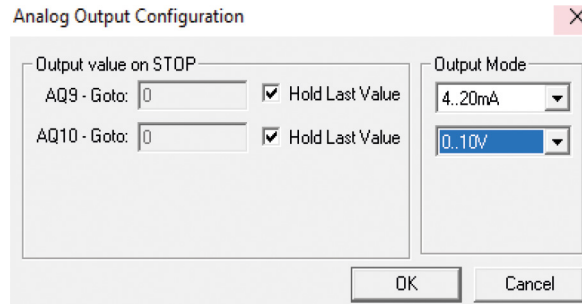 Analog Output Configuration
Output value on STOP
Output Mode
AQ9 - Goto: 0 Hold Last Value 4..20mA
AQ10 - Goto: 0 Hold Last Value 0..10V
OK Cancel